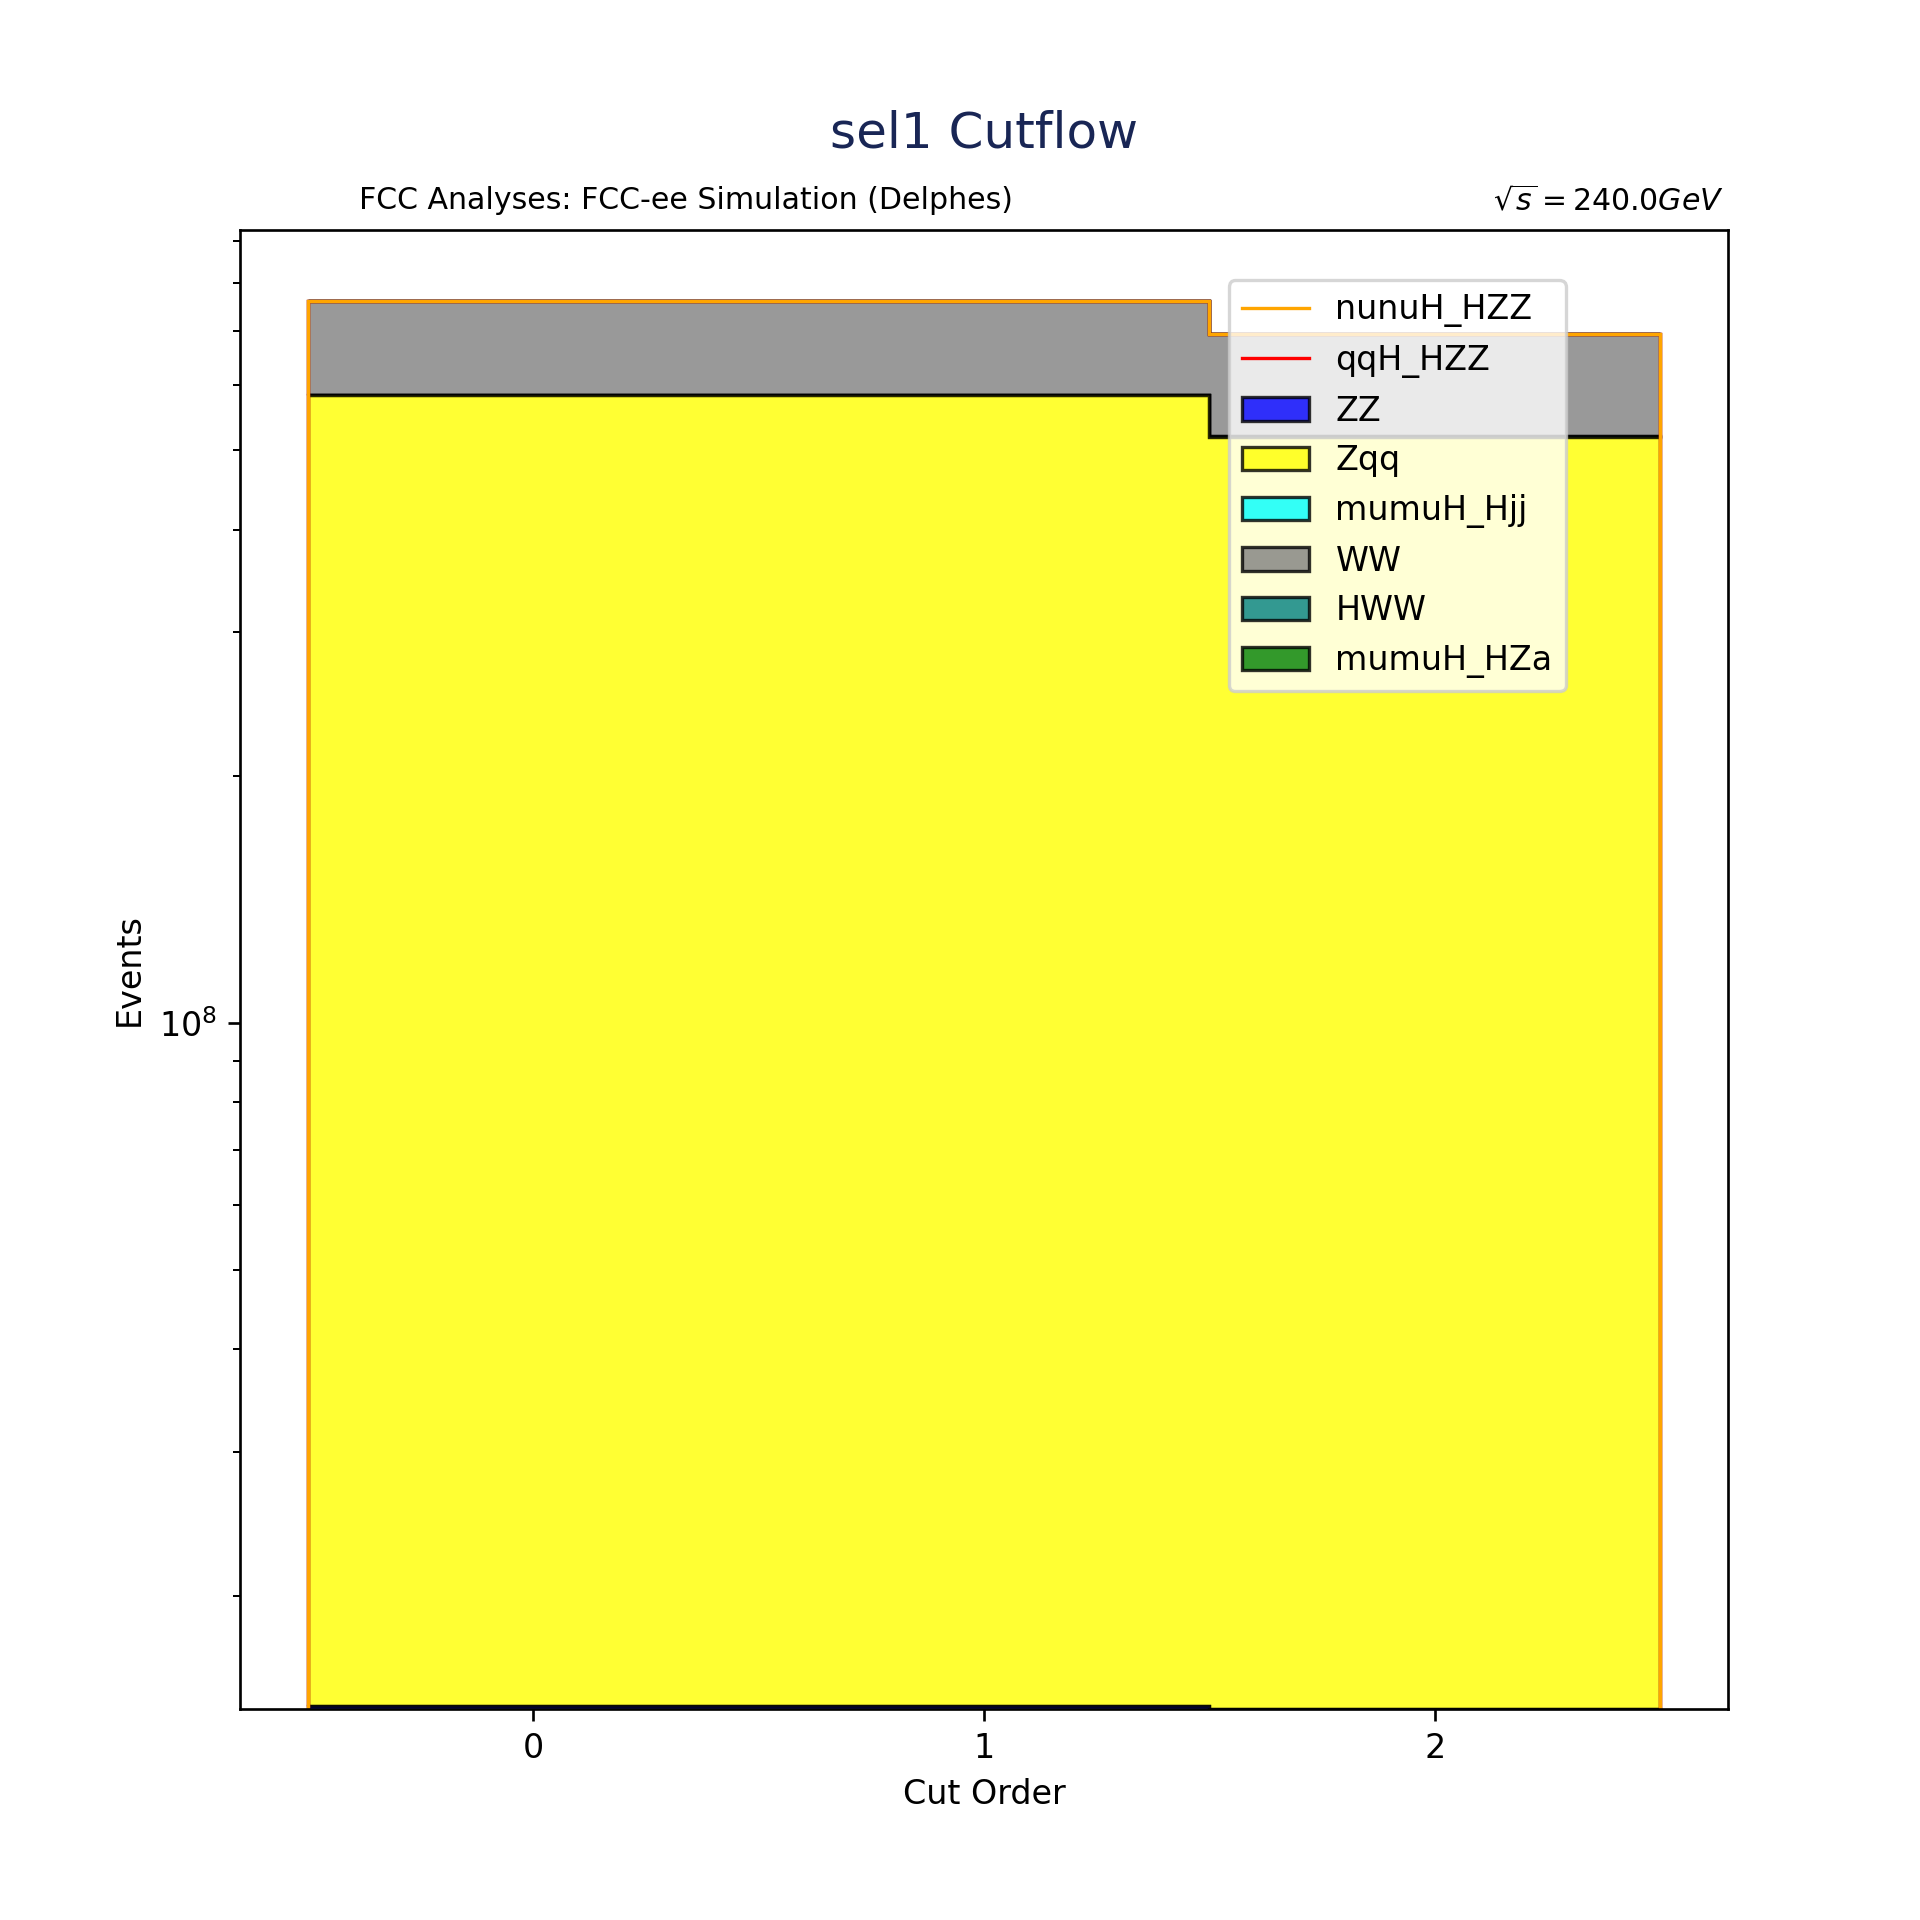 sel1 Cutflow
FCC Analyses: FCC-ee Simulation (Delphes)
√s = 240.0GeV
nunuH_HZZ
qqH_HZZ
ZZ
Zqq
mumuH_Hjj
WW
HWW
mumuH_HZa
Events
10⁸
0 1 2
Cut Order